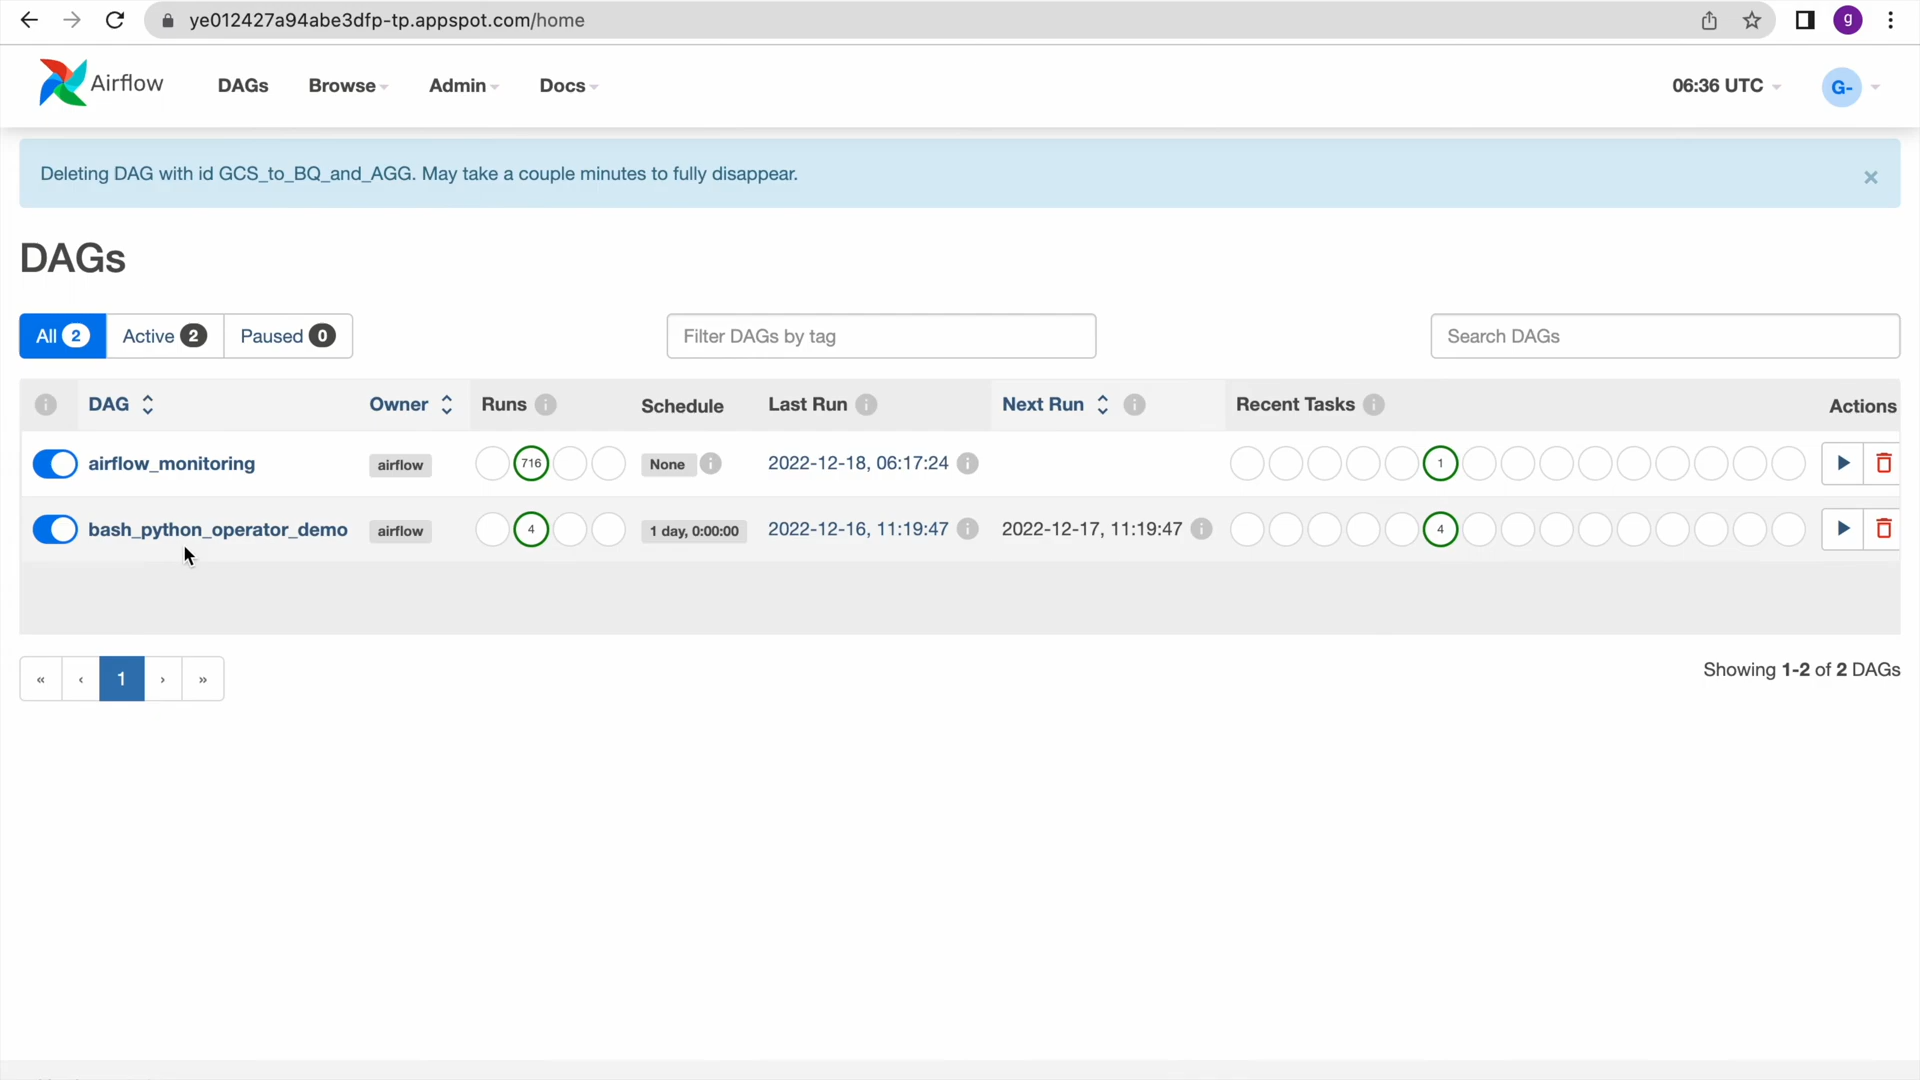 ye012427a94abe3dfp-tp.appspot.com/home
g
Airflow DAGs Browse Admin Docs 06:36 UTC G-
Deleting DAG with id GCS_to_BQ_and_AGG. May take a couple minutes to fully disappear. ×
DAGs
All 2 Active 2 Paused 0 Filter DAGs by tag Search DAGs
i DAG Owner Runs i Schedule Last Run i Next Run i Recent Tasks i Actions
airflow_monitoring airflow 716 None i 2022-12-18, 06:17:24 i 1
bash_python_operator_demo airflow 4 1 day, 0:00:00 2022-12-16, 11:19:47 i 2022-12-17, 11:19:47 i 4
« ‹ 1 › » Showing 1-2 of 2 DAGs